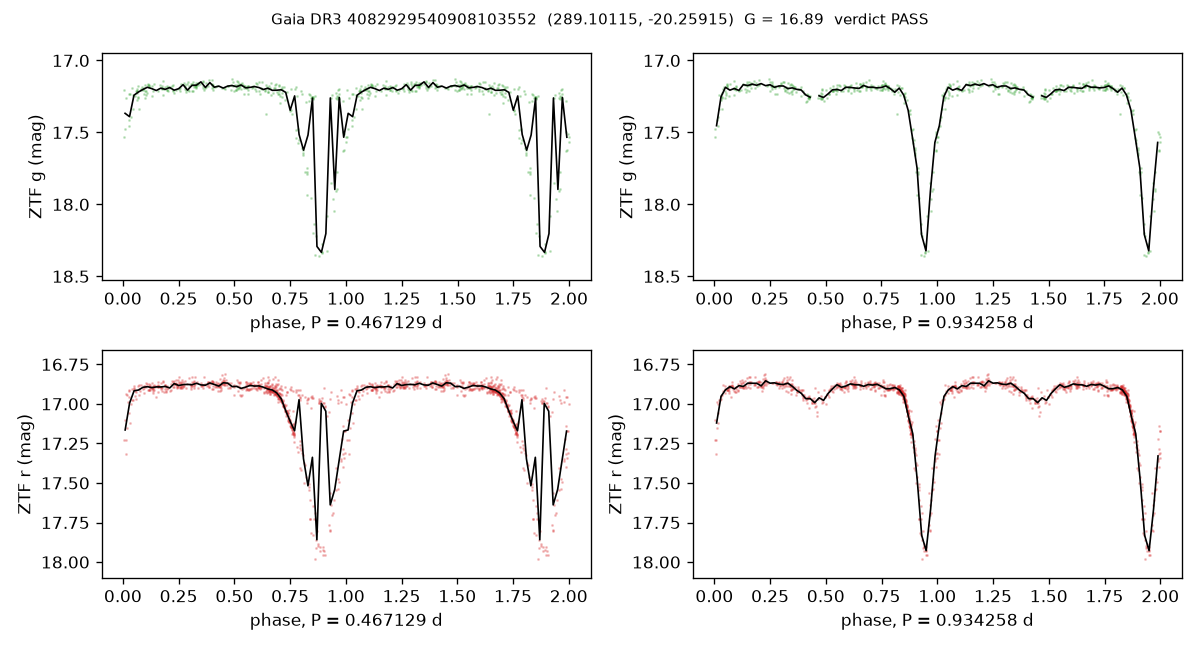 Gaia DR3 4082929540908103552  (289.10115, -20.25915)  G = 16.89  verdict PASS
ZTF g (mag)
17.0
17.5
18.0
18.5
0.00 0.25 0.50 0.75 1.00 1.25 1.50 1.75 2.00
phase, P = 0.467129 d
ZTF g (mag)
17.0
17.5
18.0
18.5
0.00 0.25 0.50 0.75 1.00 1.25 1.50 1.75 2.00
phase, P = 0.934258 d
ZTF r (mag)
16.75
17.00
17.25
17.50
17.75
18.00
0.00 0.25 0.50 0.75 1.00 1.25 1.50 1.75 2.00
phase, P = 0.467129 d
ZTF r (mag)
16.75
17.00
17.25
17.50
17.75
18.00
0.00 0.25 0.50 0.75 1.00 1.25 1.50 1.75 2.00
phase, P = 0.934258 d